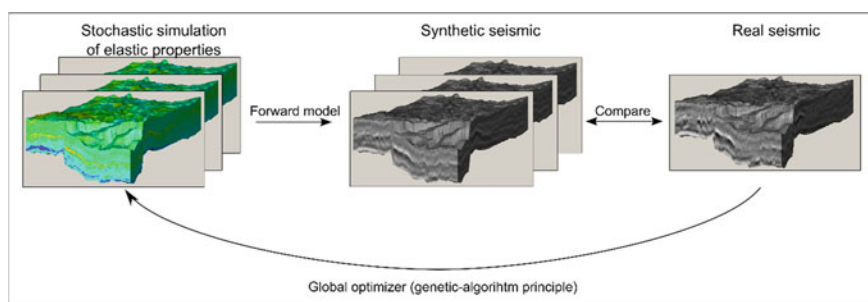 Stochastic simulation
of elastic properties
Synthetic seismic
Real seismic
Forward model
Compare
Global optimizer (genetic-algorihtm principle)